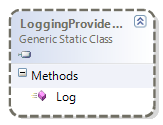 LoggingProvide...
Generic Static Class
Methods
Log